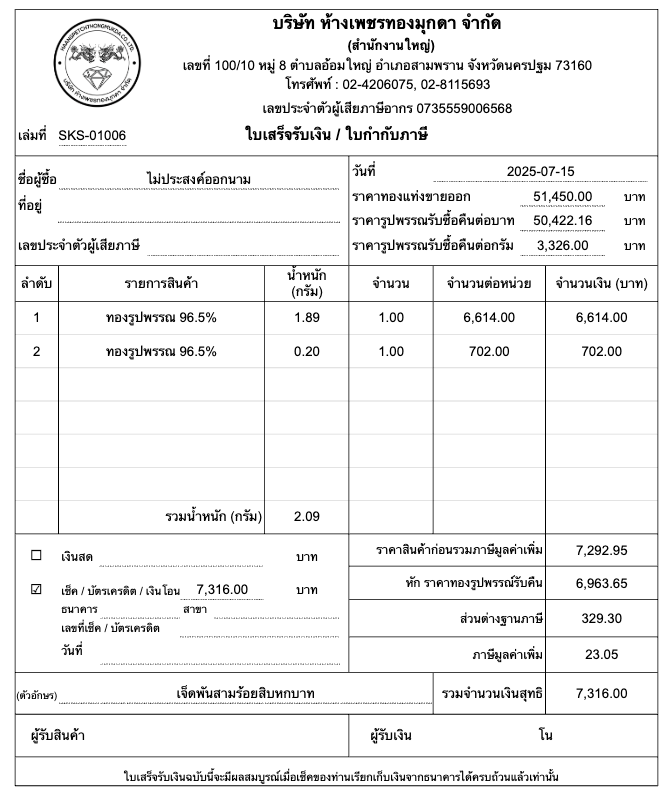 HAANGPETCHTHONGMUKDA CO.,LTD.
บริษัท ห้างเพชรทองมุกดา จำกัด
บริษัท ห้างเพชรทองมุกดา จำกัด
(สำนักงานใหญ่)
เลขที่ 100/10 หมู่ 8 ตำบลอ้อมใหญ่ อำเภอสามพราน จังหวัดนครปฐม 73160
โทรศัพท์ : 02-4206075, 02-8115693
เลขประจำตัวผู้เสียภาษีอากร 0735559006568
เล่มที่ SKS-01006 ใบเสร็จรับเงิน / ใบกำกับภาษี
ชื่อผู้ซื้อ ไม่ประสงค์ออกนาม
ที่อยู่
เลขประจำตัวผู้เสียภาษี
วันที่ 2025-07-15
ราคาทองแท่งขายออก 51,450.00 บาท
ราคารูปพรรณรับซื้อคืนต่อบาท 50,422.16 บาท
ราคารูปพรรณรับซื้อคืนต่อกรัม 3,326.00 บาท
ลำดับ รายการสินค้า น้ำหนัก (กรัม) จำนวน จำนวนต่อหน่วย จำนวนเงิน (บาท)
1 ทองรูปพรรณ 96.5% 1.89 1.00 6,614.00 6,614.00
2 ทองรูปพรรณ 96.5% 0.20 1.00 702.00 702.00
รวมน้ำหนัก (กรัม) 2.09
☐ เงินสด บาท
☑ เช็ค / บัตรเครดิต / เงินโอน 7,316.00 บาท
ธนาคาร สาขา
เลขที่เช็ค / บัตรเครดิต
วันที่
ราคาสินค้าก่อนรวมภาษีมูลค่าเพิ่ม 7,292.95
หัก ราคาทองรูปพรรณรับคืน 6,963.65
ส่วนต่างฐานภาษี 329.30
ภาษีมูลค่าเพิ่ม 23.05
(ตัวอักษร) เจ็ดพันสามร้อยสิบหกบาท รวมจำนวนเงินสุทธิ 7,316.00
ผู้รับสินค้า ผู้รับเงิน โน
ใบเสร็จรับเงินฉบับนี้จะมีผลสมบูรณ์เมื่อเช็คของท่านเรียกเก็บเงินจากธนาคารได้ครบถ้วนแล้วเท่านั้น